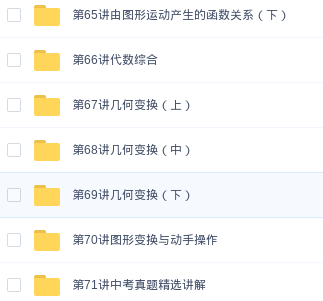 第65讲由图形运动产生的函数关系（下）
第66讲代数综合
第67讲几何变换（上）
第68讲几何变换（中）
第69讲几何变换（下）
第70讲图形变换与动手操作
第71讲中考真题精选讲解